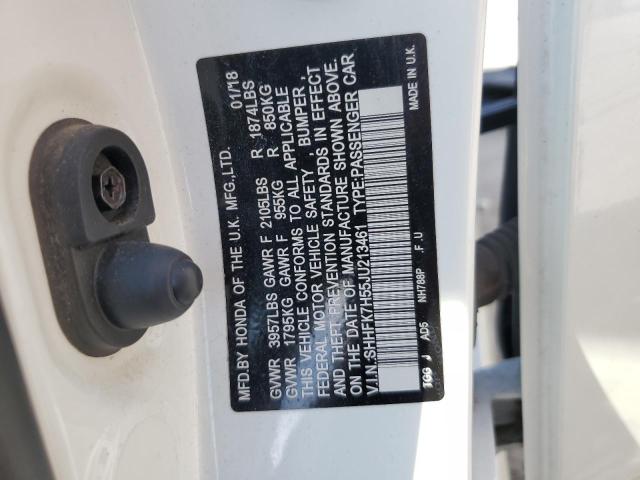 MFD.BY HONDA OF THE U.K. MFG.,LTD. 01/18
GVWR 3957LBS GAWR F 2105LBS R 1874LBS
GVWR 1795KG GAWR F 955KG R 850KG
THIS VEHICLE CONFORMS TO ALL APPLICABLE
FEDERAL MOTOR VEHICLE SAFETY , BUMPER ,
AND THEFT PREVENTION STANDARDS IN EFFECT
ON THE DATE OF MANUFACTURE SHOWN ABOVE.
V.I.N.:SHHFK7H55JU213461 TYPE:PASSENGER CAR
TGG J AD5 NH788P F U MADE IN U.K.